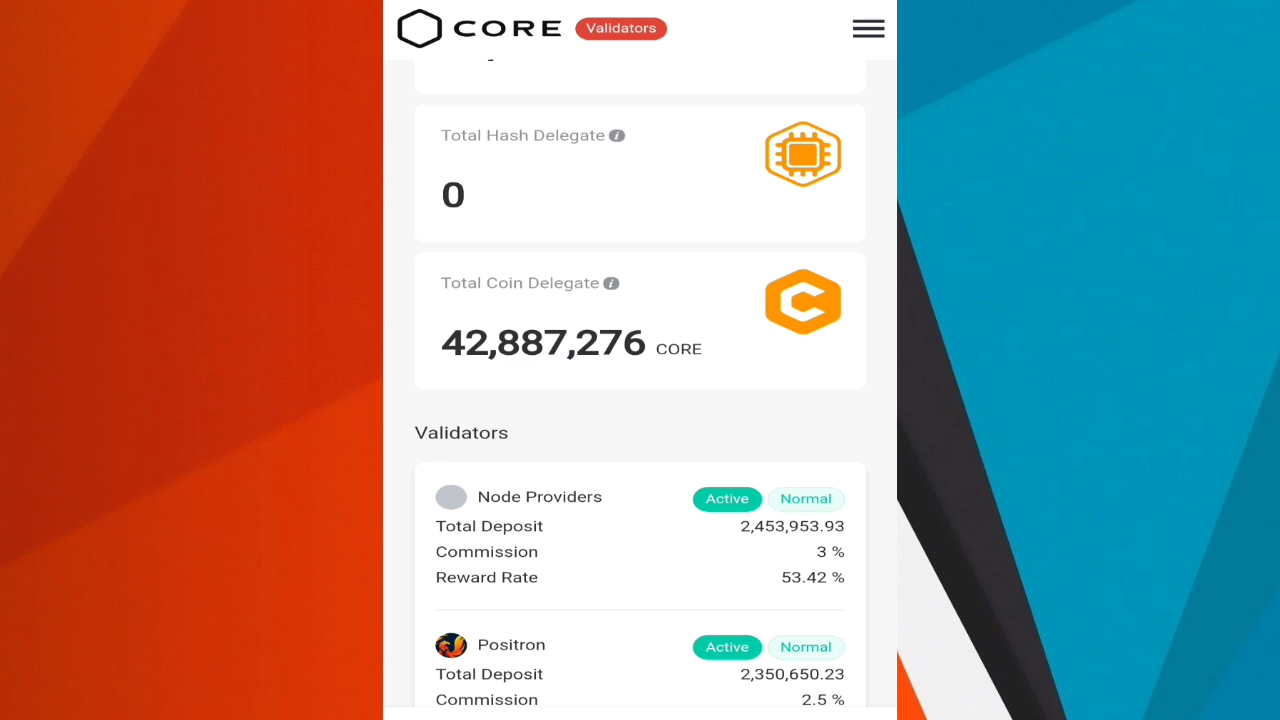 CORE Validators
Total Hash Delegate
0
Total Coin Delegate
42,887,276 CORE
Validators
Node Providers Active Normal
Total Deposit 2,453,953.93
Commission 3 %
Reward Rate 53.42 %
Positron Active Normal
Total Deposit 2,350,650.23
Commission 2.5 %